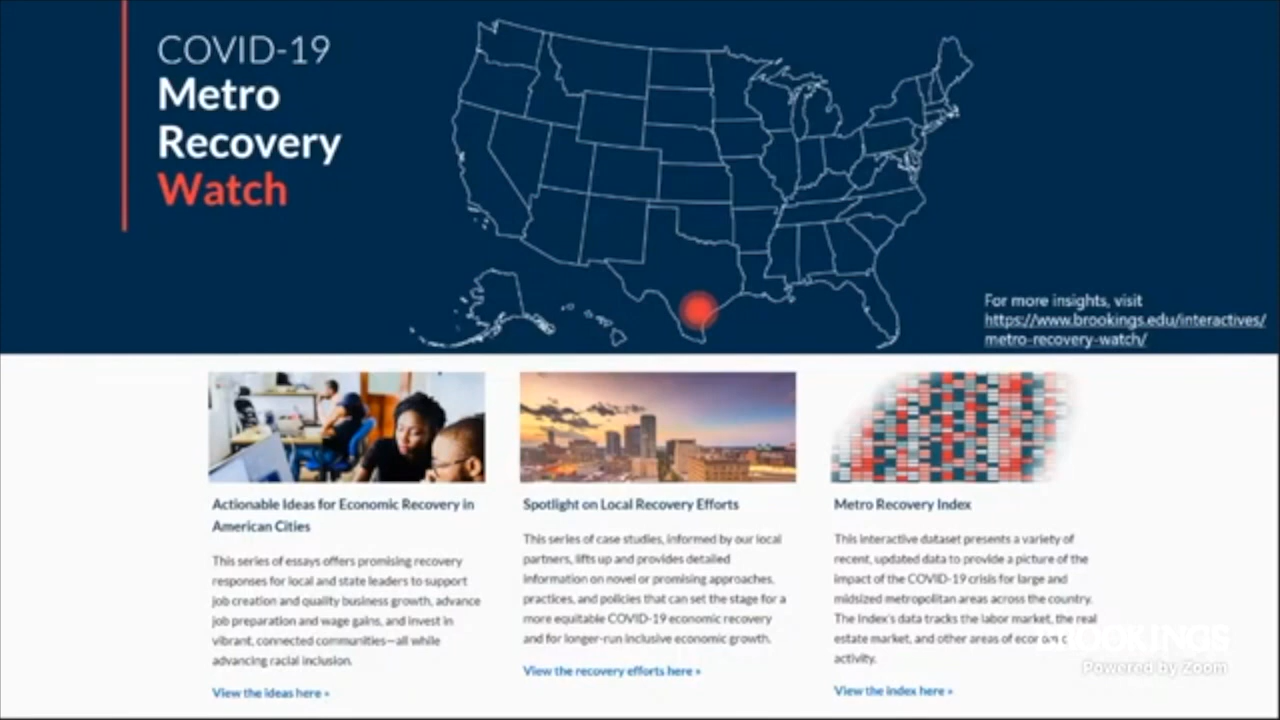 COVID-19
Metro
Recovery
Watch
For more insights, visit
https://www.brookings.edu/interactives/
metro-recovery-watch/
Actionable Ideas for Economic Recovery in
American Cities
This series of essays offers promising recovery
responses for local and state leaders to support
job creation and quality business growth, advance
job preparation and wage gains, and invest in
vibrant, connected communities—all while
advancing racial inclusion.
View the ideas here »
Spotlight on Local Recovery Efforts
This series of case studies, informed by our local
partners, lifts up and provides detailed
information on novel or promising approaches,
practices, and policies that can set the stage for a
more equitable COVID-19 economic recovery
and for longer-run inclusive economic growth.
View the recovery efforts here »
Metro Recovery Index
This interactive dataset presents a variety of
recent, updated data to provide a picture of the
impact of the COVID-19 crisis for large and
midsized metropolitan areas across the country.
The Index's data tracks the labor market, the real
estate market, and other areas of
activity.
View the index here »
Powered by Zoom